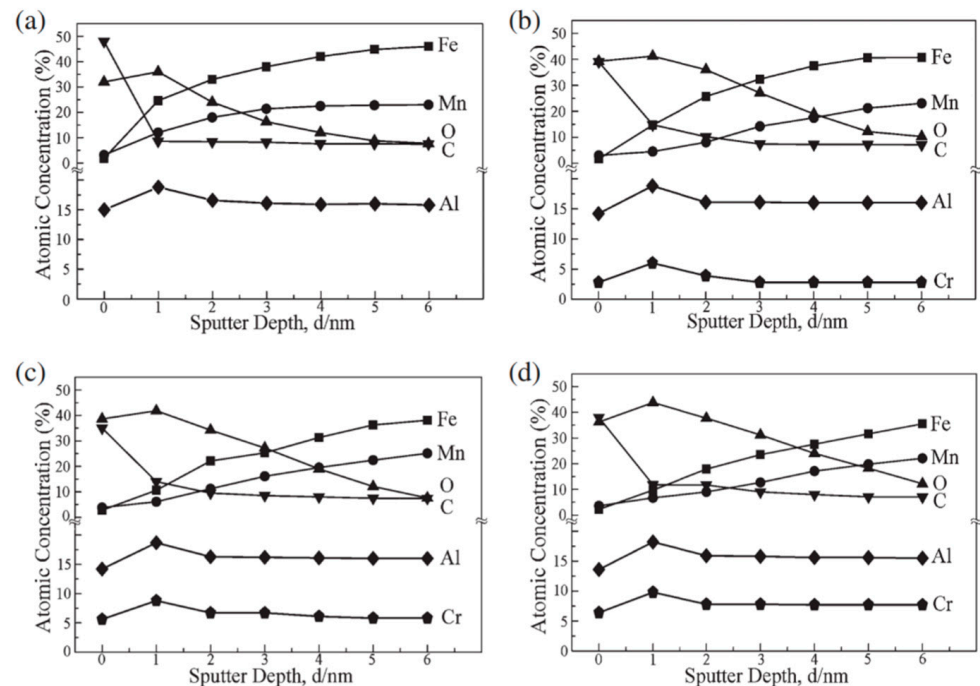 (a)
Atomic Concentration (%)
50
40
30
20
10
0
15
10
5
0
Fe
Mn
O
C
Al
0 1 2 3 4 5 6
Sputter Depth, d/nm
(b)
Atomic Concentration (%)
50
40
30
20
10
0
15
10
5
0
Fe
Mn
O
C
Al
Cr
0 1 2 3 4 5 6
Sputter Depth, d/nm
(c)
Atomic Concentration (%)
50
40
30
20
10
0
15
10
5
0
Fe
Mn
O
C
Al
Cr
0 1 2 3 4 5 6
Sputter Depth, d/nm
(d)
Atomic Concentration (%)
50
40
30
20
10
0
15
10
5
0
Fe
Mn
O
C
Al
Cr
0 1 2 3 4 5 6
Sputter Depth, d/nm